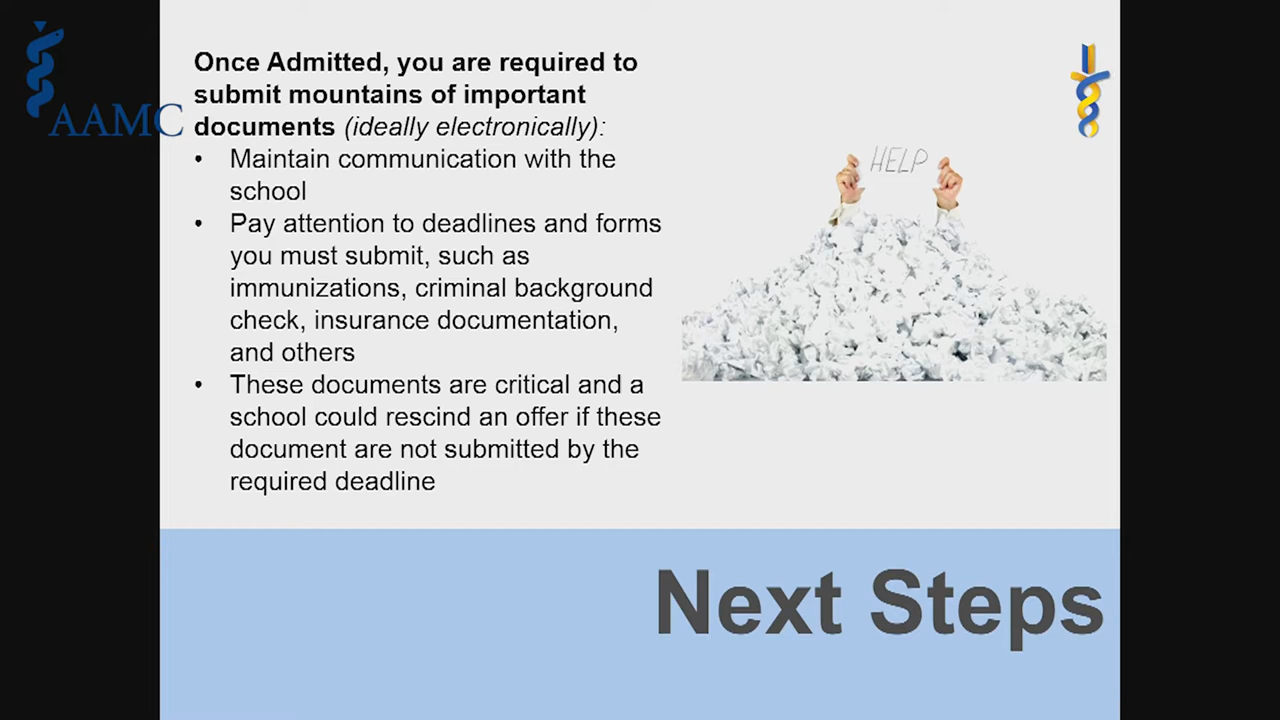 AAMC
Once Admitted, you are required to
submit mountains of important
documents (ideally electronically):
• Maintain communication with the
school
• Pay attention to deadlines and forms
you must submit, such as
immunizations, criminal background
check, insurance documentation,
and others
• These documents are critical and a
school could rescind an offer if these
document are not submitted by the
required deadline
HELP
Next Steps